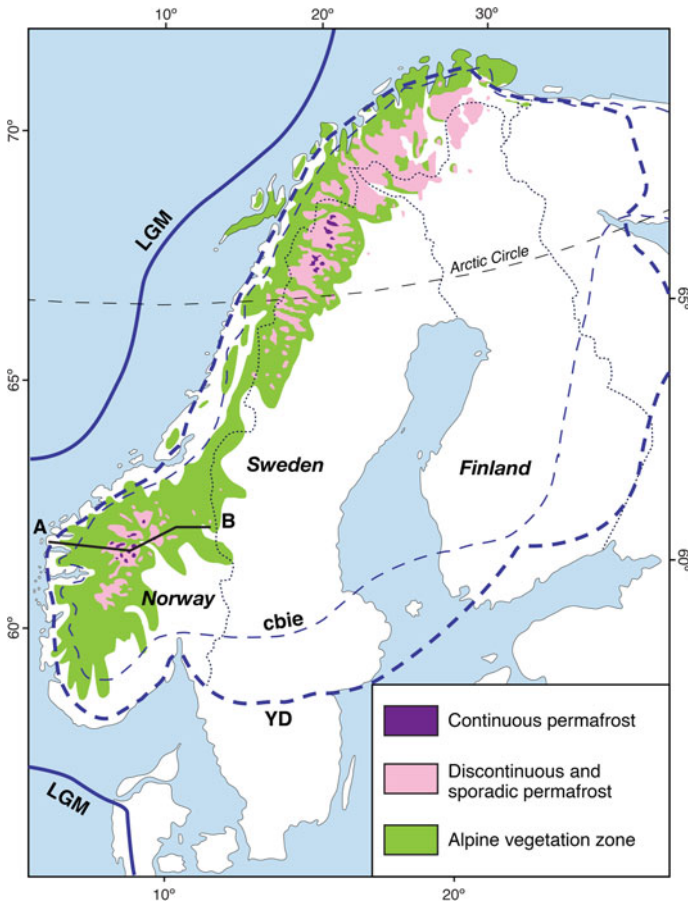 10° 20° 30°
70°
LGM
Arctic Circle
65°
65°
Sweden
Finland
A
B
60°
Norway
cbie
60°
YD
LGM
Continuous permafrost
Discontinuous and
sporadic permafrost
Alpine vegetation zone
10° 20°